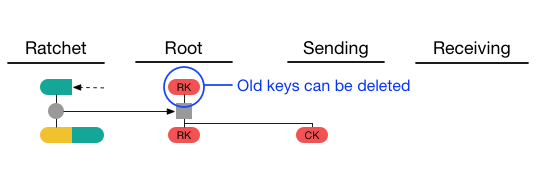 Ratchet Root Sending Receiving
RK Old keys can be deleted
RK CK